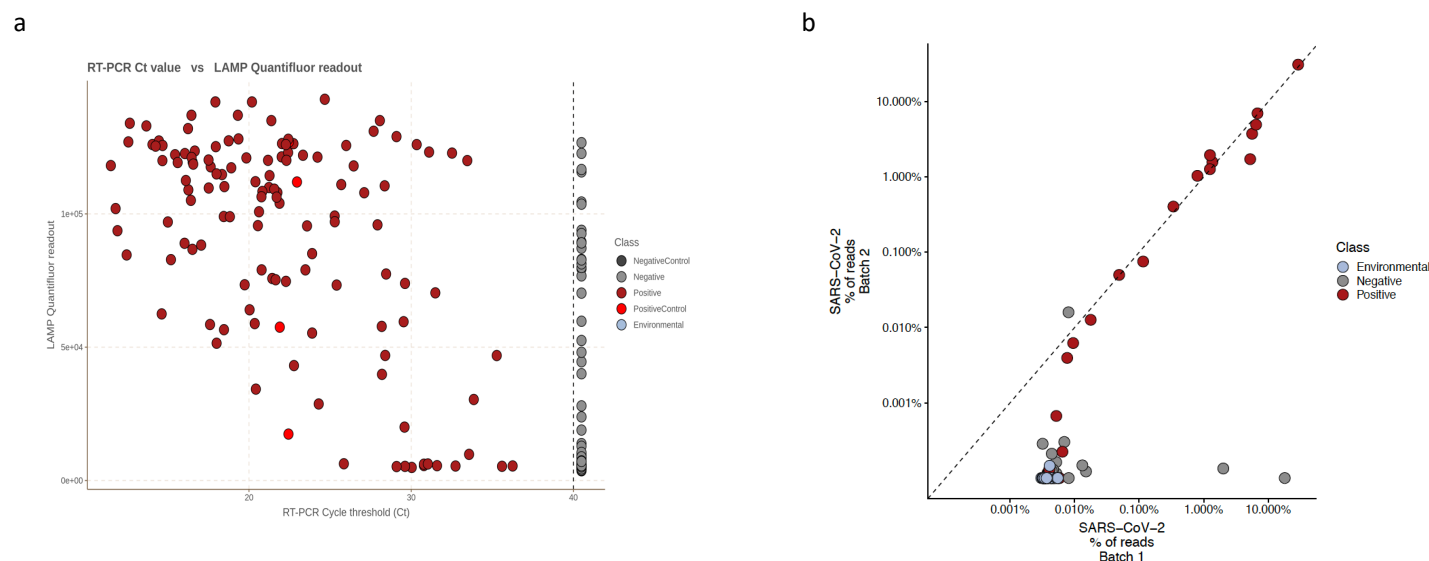 a
RT-PCR Ct value vs LAMP Quantifluor readout
LAMP Quantifluor readout
1e+05
5e+04
0e+00
20
30
40
RT-PCR Cycle threshold (Ct)
Class
NegativeControl
Negative
Positive
PositiveControl
Environmental
b
SARS-CoV-2
% of reads
Batch 2
10.000%
1.000%
0.100%
0.010%
0.001%
0.001%
0.010%
0.100%
1.000%
10.000%
SARS-CoV-2
% of reads
Batch 1
Class
Environmental
Negative
Positive